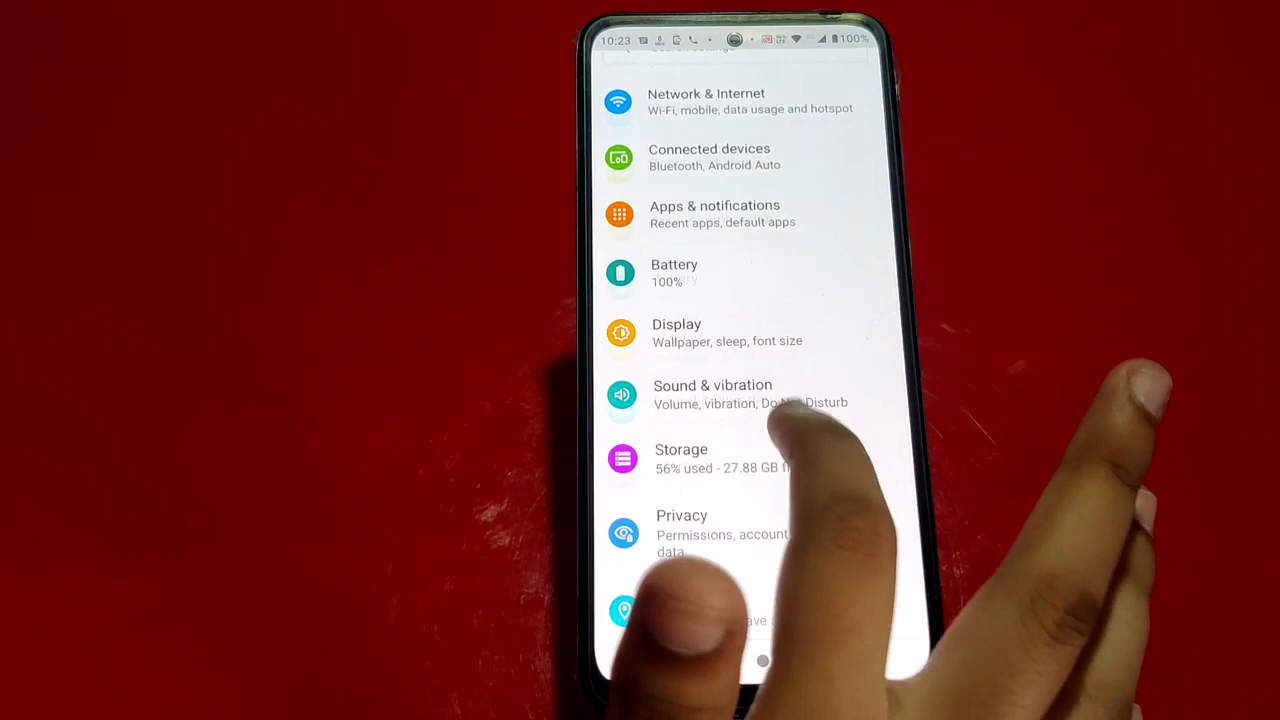 10:23
100%
Network & Internet
Wi-Fi, mobile, data usage and hotspot
Connected devices
Bluetooth, Android Auto
Apps & notifications
Recent apps, default apps
Battery
100%
Display
Wallpaper, sleep, font size
Sound & vibration
Volume, vibration, Do Not Disturb
Storage
56% used - 27.88 GB
Privacy
Permissions, account
data